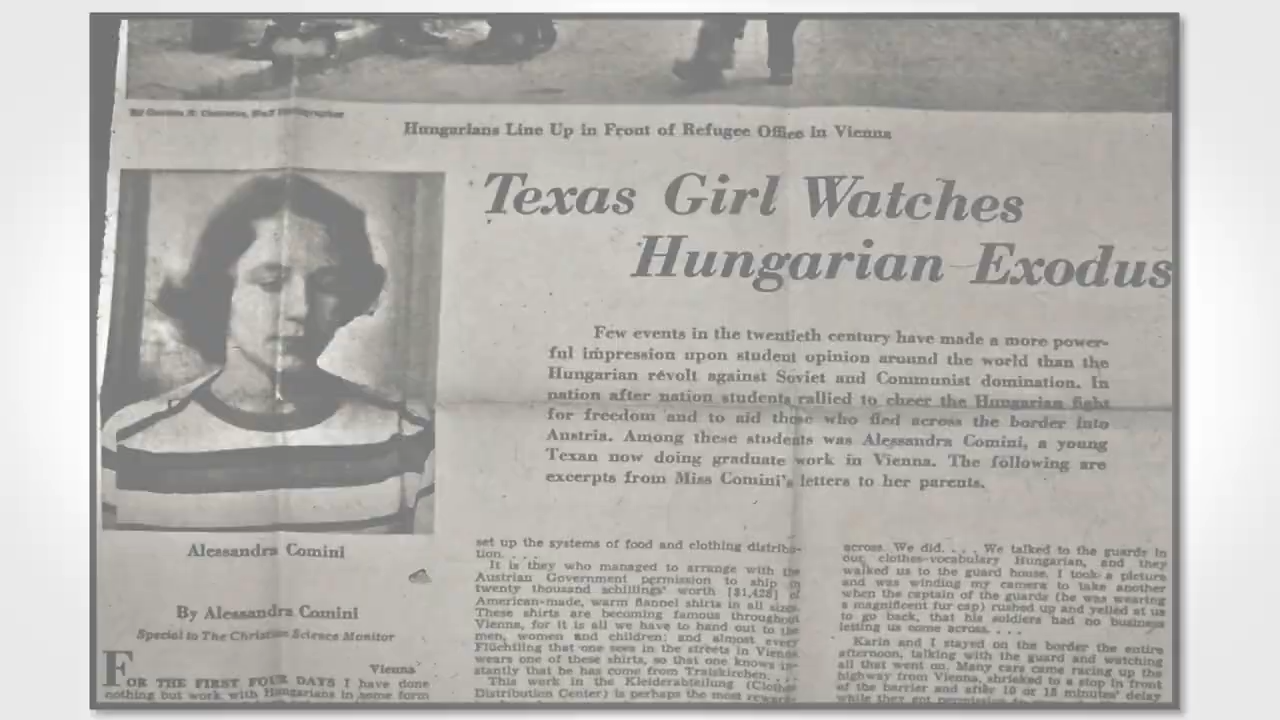 Hungarians Line Up in Front of Refugee Office in Vienna
Texas Girl Watches
Hungarian Exodus
Few events in the twentieth century have made a more power-
ful impression upon student opinion around the world than the
Hungarian revolt against Soviet and Communist domination. In
nation after nation students rallied to cheer the Hungarian fight
for freedom and to aid those who fled across the border into
Austria. Among these students was Alessandra Comini, a young
Texan now doing graduate work in Vienna. The following are
excerpts from Miss Comini's letters to her parents.
Alessandra Comini
By Alessandra Comini
Special to The Christian Science Monitor
Vienna
FOR THE FIRST FOUR DAYS I have done
nothing but work with Hungarians in some form
set up the systems of food and clothing distribu-
tion. . . .
It is they who managed to arrange with the
Austrian Government permission to ship in
twenty thousand schillings' worth [$1,428] of
American-made, warm flannel shirts in all sizes.
These shirts are becoming famous throughout
Vienna, for it is all we have to hand out to the
men, women and children; and almost every
Flüchtling that one sees in the streets in Vienna
wears one of these shirts, so that one knows in-
stantly that he has come from Traiskirchen. . . .
This work in the Kleiderabteilung (Clothes
Distribution Center) is perhaps the most reward-
across. We did. . . . We talked to the guards in
our clothes-vocabulary Hungarian, and they
walked us to the guard house. I took a picture
and was winding my camera to take another
when the captain of the guards (he was wearing
a magnificent fur cap) rushed up and yelled at us
to go back, that his soldiers had no business
letting us come across. . . .
Karin and I stayed on the border the entire
afternoon, talking with the guard and watching
all that went on. Many cars came racing up the
highway from Vienna, shrieked to a stop in front
of the barrier and after 10 or 15 minutes' delay
while they got permission to